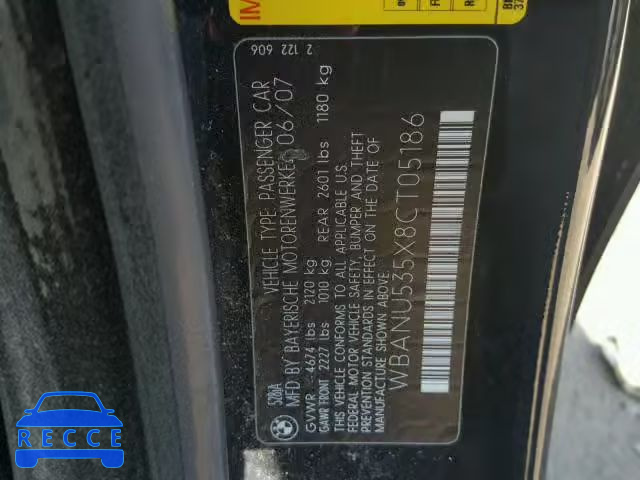 528iA VEHICLE TYPE: PASSENGER CAR
MFD BY BAYERISCHE MOTORENWERKE 06/07
GVWR 4674 lbs 2120 kg
GAWR FRONT 2227 lbs 1010 kg REAR 2601 lbs 1180 kg
THIS VEHICLE CONFORMS TO ALL APPLICABLE U.S.
FEDERAL MOTOR VEHICLE SAFETY, BUMPER AND THEFT
PREVENTION STANDARDS IN EFFECT ON THE DATE OF
MANUFACTURE SHOWN ABOVE.
WBANU535X8CT05186
2 122 606
IM
37
RECCE